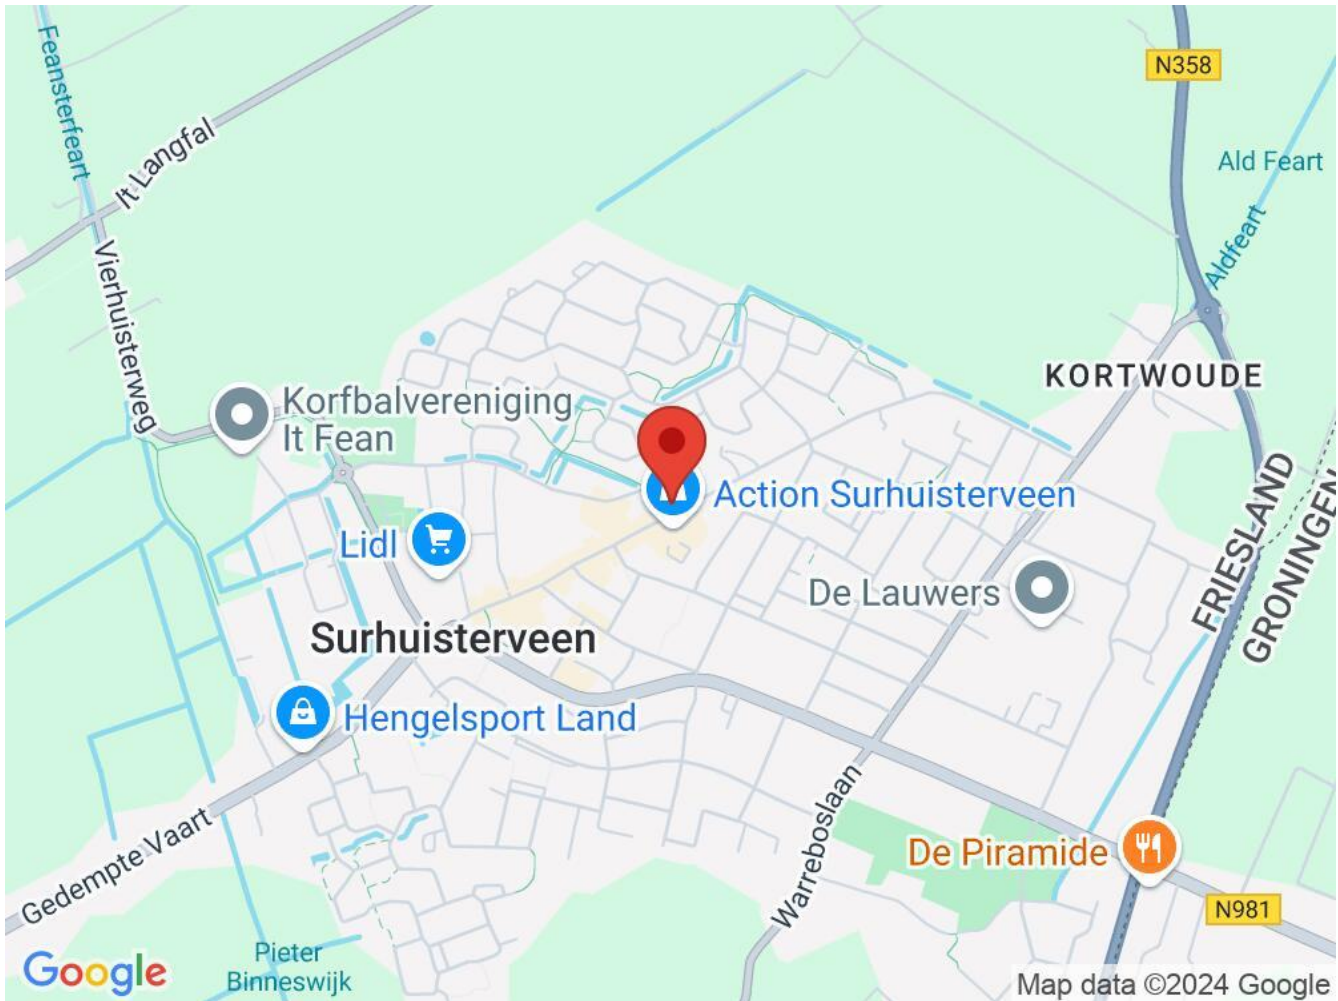 Feansterfeart
It Langfal
N358
Ald Feart
Aldfeart
Vierhuisterweg
KORTWOUDE
Korfbalvereniging
It Fean
Action Surhuisterveen
Lidl
De Lauwers
FRIESLAND
GRONINGEN
Surhuisterveen
Hengelsport Land
Warreboslaan
Gedempte Vaart
De Piramide
N981
Pieter
Binneswijk
Google
Map data ©2024 Google